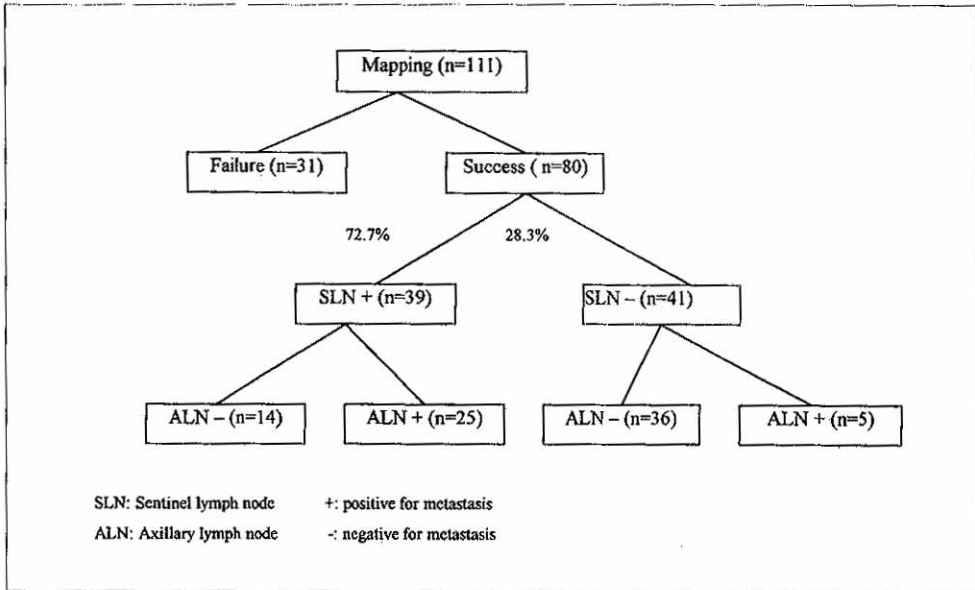 Mapping (n=111)
Failure (n=31)
Success ( n=80)
72.7%
28.3%
SLN + (n=39)
SLN – (n=41)
ALN – (n=14)
ALN + (n=25)
ALN – (n=36)
ALN + (n=5)
SLN: Sentinel lymph node +: positive for metastasis
ALN: Axillary lymph node -: negative for metastasis